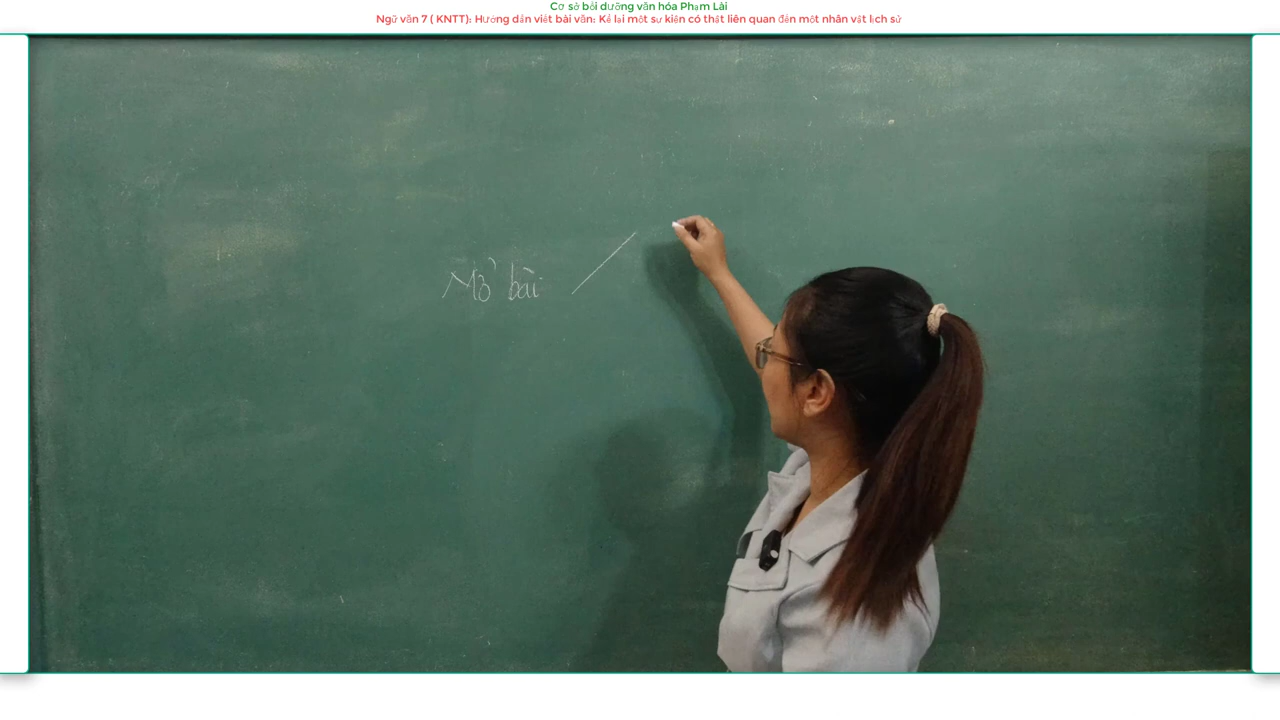 Cơ sở bồi dưỡng văn hóa Phạm Lài
Ngữ văn 7 ( KNTT): Hướng dẫn viết bài văn: Kể lại một sự kiện có thật liên quan đến một nhân vật lịch sử
Mở bài